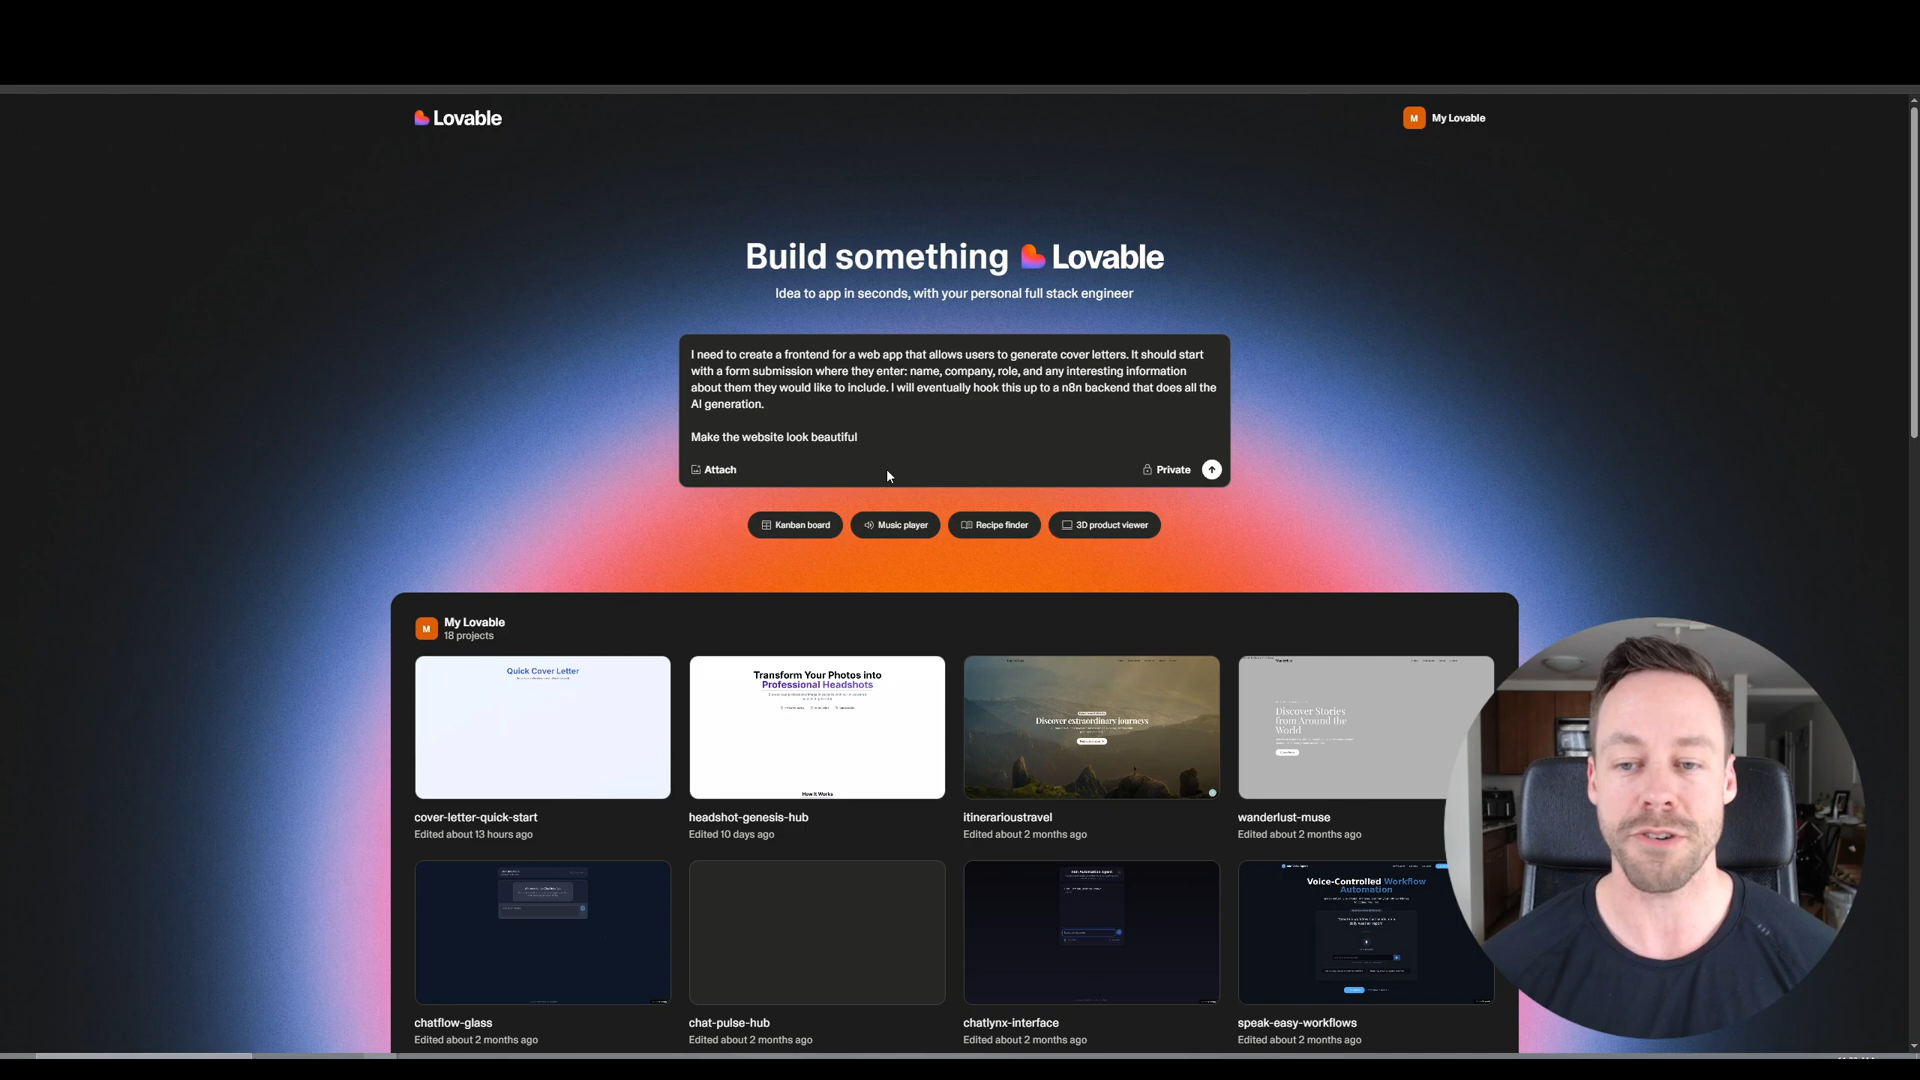 Lovable
M My Lovable
Build something Lovable
Idea to app in seconds, with your personal full stack engineer
I need to create a frontend for a web app that allows users to generate cover letters. It should start
with a form submission where they enter: name, company, role, and any interesting information
about them they would like to include. I will eventually hook this up to a n8n backend that does all the
AI generation.
Make the website look beautiful
Attach
Private
Kanban board
Music player
Recipe finder
3D product viewer
M My Lovable
18 projects
Quick Cover Letter
Transform Your Photos into
Professional Headshots
How It Works
Discover extraordinary journeys
Discover Stories
from Around the
World
cover-letter-quick-start
Edited about 13 hours ago
headshot-genesis-hub
Edited 10 days ago
itinerarioustravel
Edited about 2 months ago
wanderlust-muse
Edited about 2 months ago
Voice-Controlled Workflow
Automation
chatflow-glass
Edited about 2 months ago
chat-pulse-hub
Edited about 2 months ago
chatlynx-interface
Edited about 2 months ago
speak-easy-workflows
Edited about 2 months ago